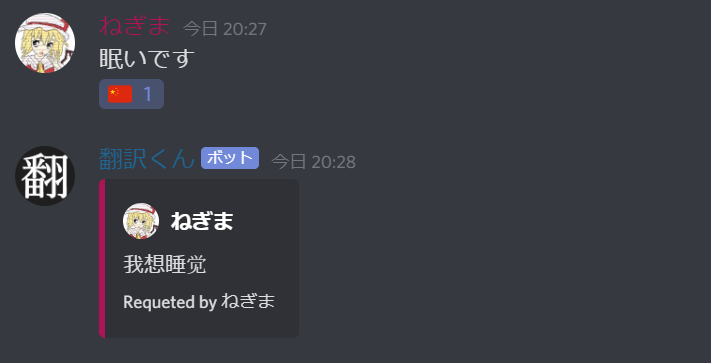 ねぎま 今日 20:27
眠いです
1
翻
翻訳くん ボット 今日 20:28
ねぎま
我想睡觉
Requeted by ねぎま